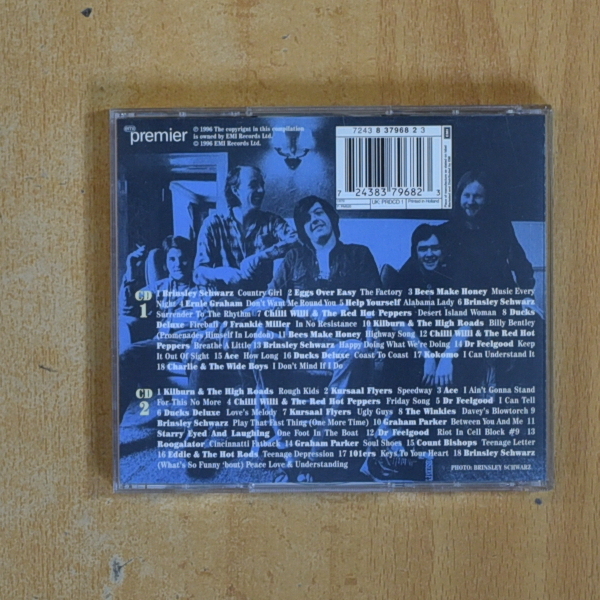 emi
premier
℗ 1996 The copyright in this compilation
is owned by EMI Records Ltd.
© 1996 EMI Records Ltd.
7243 8 37968 2 3
7 24383 79682 3
UK: PRDCD 1
Printed in Holland
CD 1
1 Brinsley Schwarz Country Girl 2 Eggs Over Easy The Factory 3 Bees Make Honey Music Every
Night 4 Ernie Graham Don't Want Me Round You 5 Help Yourself Alabama Lady 6 Brinsley Schwarz
Surrender To The Rhythm 7 Chilli Willi & The Red Hot Peppers Desert Island Woman 8 Ducks
Deluxe Fireball 9 Frankie Miller In No Resistance 10 Kilburn & The High Roads Billy Bentley
(Promenades Himself In London) 11 Bees Make Honey Highway Song 12 Chilli Willi & The Red Hot
Peppers Breathe A Little 13 Brinsley Schwarz Happy Doing What We're Doing 14 Dr Feelgood Keep
It Out Of Sight 15 Ace How Long 16 Ducks Deluxe Coast To Coast 17 Kokomo I Can Understand It
18 Charlie & The Wide Boys I Don't Mind If I Do
CD 2
1 Kilburn & The High Roads Rough Kids 2 Kursaal Flyers Speedway 3 Ace I Ain't Gonna Stand
For This No More 4 Chilli Willi & The Red Hot Peppers Friday Song 5 Dr Feelgood I Can Tell
6 Ducks Deluxe Love's Melody 7 Kursaal Flyers Ugly Guys 8 The Winkies Davey's Blowtorch 9
Brinsley Schwarz Play That Fast Thing (One More Time) 10 Graham Parker Between You And Me 11
Starry Eyed And Laughing One Foot In The Boat 12 Dr Feelgood Riot In Cell Block #9 13
Roogalator Cincinnatti Fatback 14 Graham Parker Soul Shoes 15 Count Bishops Teenage Letter
16 Eddie & The Hot Rods Teenage Depression 17 101ers Keys To Your Heart 18 Brinsley Schwarz
(What's So Funny 'bout) Peace Love & Understanding
PHOTO: BRINSLEY SCHWARZ